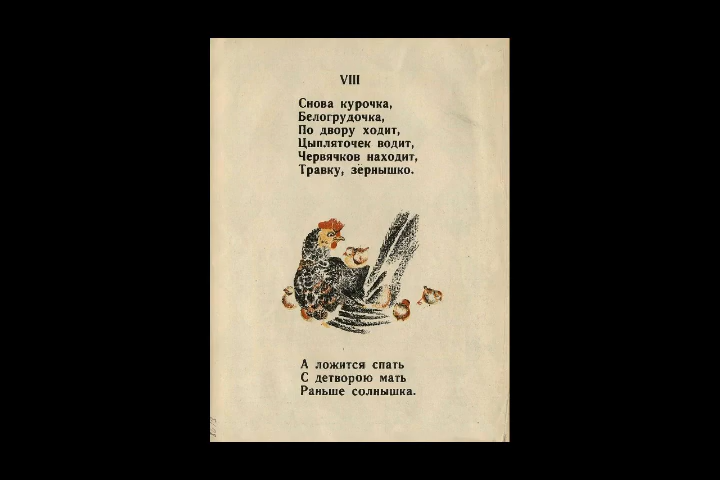 VIII
Снова курочка,
Белогрудочка,
По двору ходит,
Цыпляточек водит,
Червячков находит,
Травку, зёрнышко.
А ложится спать
С детворою мать
Раньше солнышка.